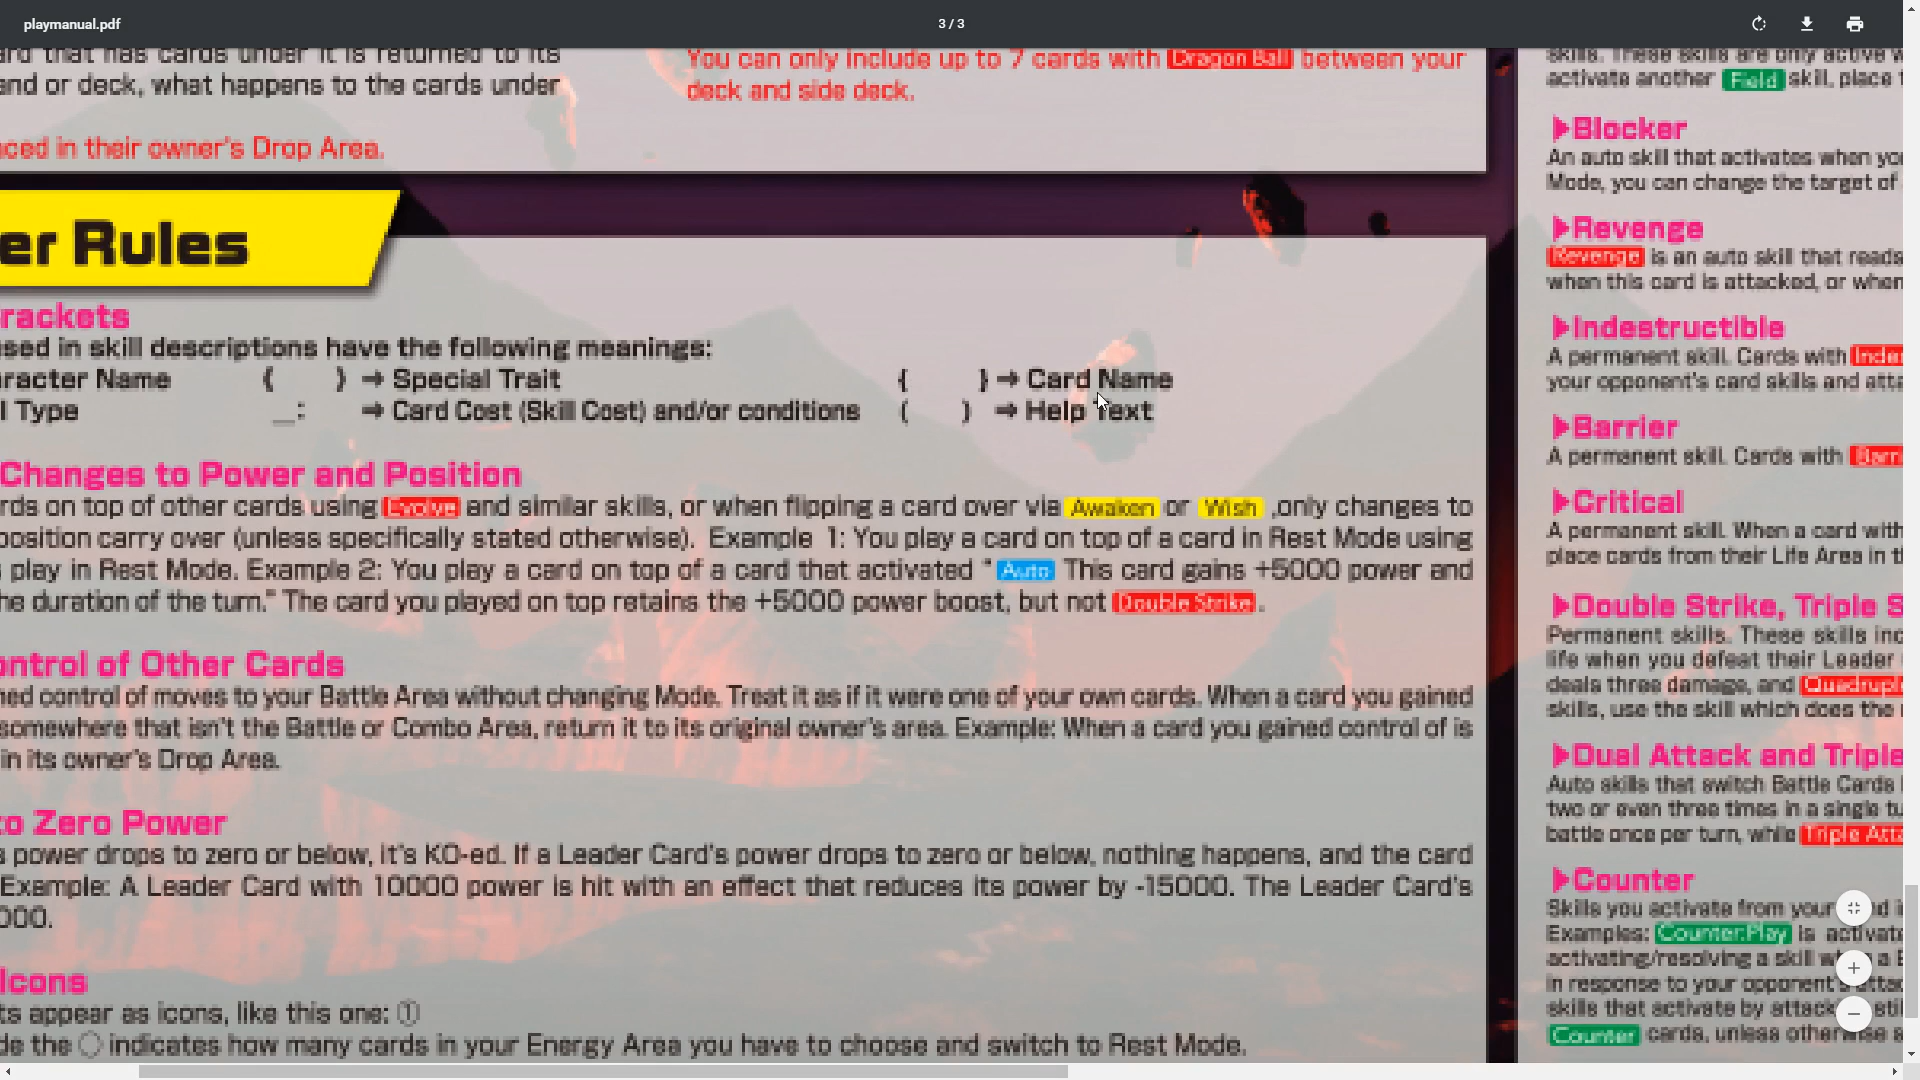 playmanual.pdf
3 / 3
ard that has cards under it is returned to its
and or deck, what happens to the cards under
aced in their owner's Drop Area.
You can only include up to 7 cards with Dragon Ball between your
deck and side deck.
er Rules
rackets
used in skill descriptions have the following meanings:
aracter Name { } ⇒ Special Trait { } ⇒ Card Name
l Type __: ⇒ Card Cost (Skill Cost) and/or conditions ( ) ⇒ Help Text
Changes to Power and Position
rds on top of other cards using Evolve and similar skills, or when flipping a card over via Awaken or Wish ,only changes to
position carry over (unless specifically stated otherwise). Example 1: You play a card on top of a card in Rest Mode using
s play in Rest Mode. Example 2: You play a card on top of a card that activated " Auto This card gains +5000 power and
he duration of the turn." The card you played on top retains the +5000 power boost, but not Double Strike.
ontrol of Other Cards
ned control of moves to your Battle Area without changing Mode. Treat it as if it were one of your own cards. When a card you gained
somewhere that isn't the Battle or Combo Area, return it to its original owner's area. Example: When a card you gained control of is
in its owner's Drop Area.
to Zero Power
s power drops to zero or below, it's KO-ed. If a Leader Card's power drops to zero or below, nothing happens, and the card
Example: A Leader Card with 10000 power is hit with an effect that reduces its power by -15000. The Leader Card's
000.
Icons
ts appear as icons, like this one: ①
de the ◯ indicates how many cards in your Energy Area you have to choose and switch to Rest Mode.
skills. These skills are only active w
activate another Field skill, place
Blocker
An auto skill that activates when yo
Mode, you can change the target of
Revenge
Revenge is an auto skill that reads
when this card is attacked, or when
Indestructible
A permanent skill. Cards with Indes
your opponent's card skills and atta
Barrier
A permanent skill. Cards with Barri
Critical
A permanent skill. When a card with
place cards from their Life Area in t
Double Strike, Triple S
Permanent skills. These skills inc
life when you defeat their Leader
deals three damage, and Quadruple
skills, use the skill which does the
Dual Attack and Triple
Auto skills that switch Battle Cards
two or even three times in a single tu
battle once per turn, while Triple Atta
Counter
Skills you activate from your nd i
Examples: Counter:Play is activate
activating/resolving a skill w a B
in response to your opponent's attac
skills that activate by attack
Counter cards, unless otherwise s